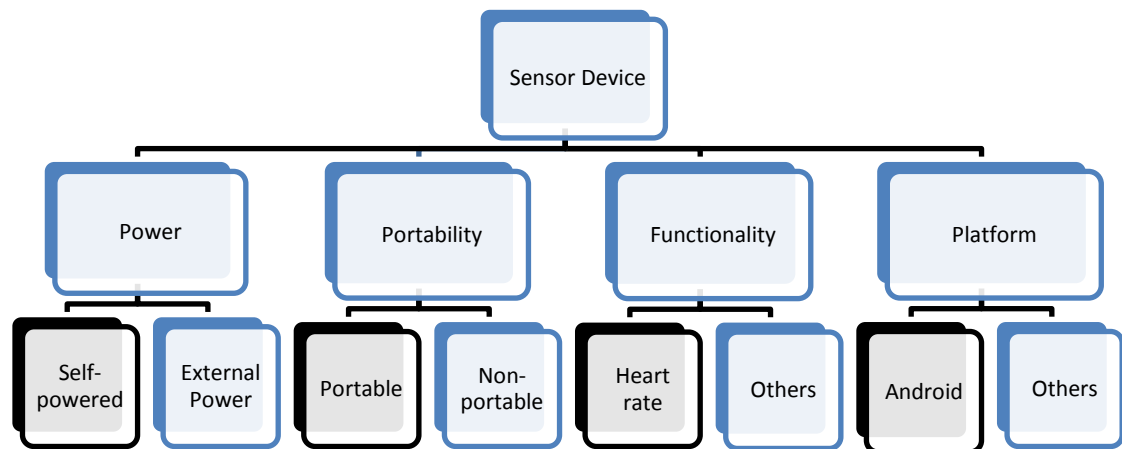 Sensor Device
Power
Portability
Functionality
Platform
Self-
powered
External
Power
Portable
Non-
portable
Heart
rate
Others
Android
Others